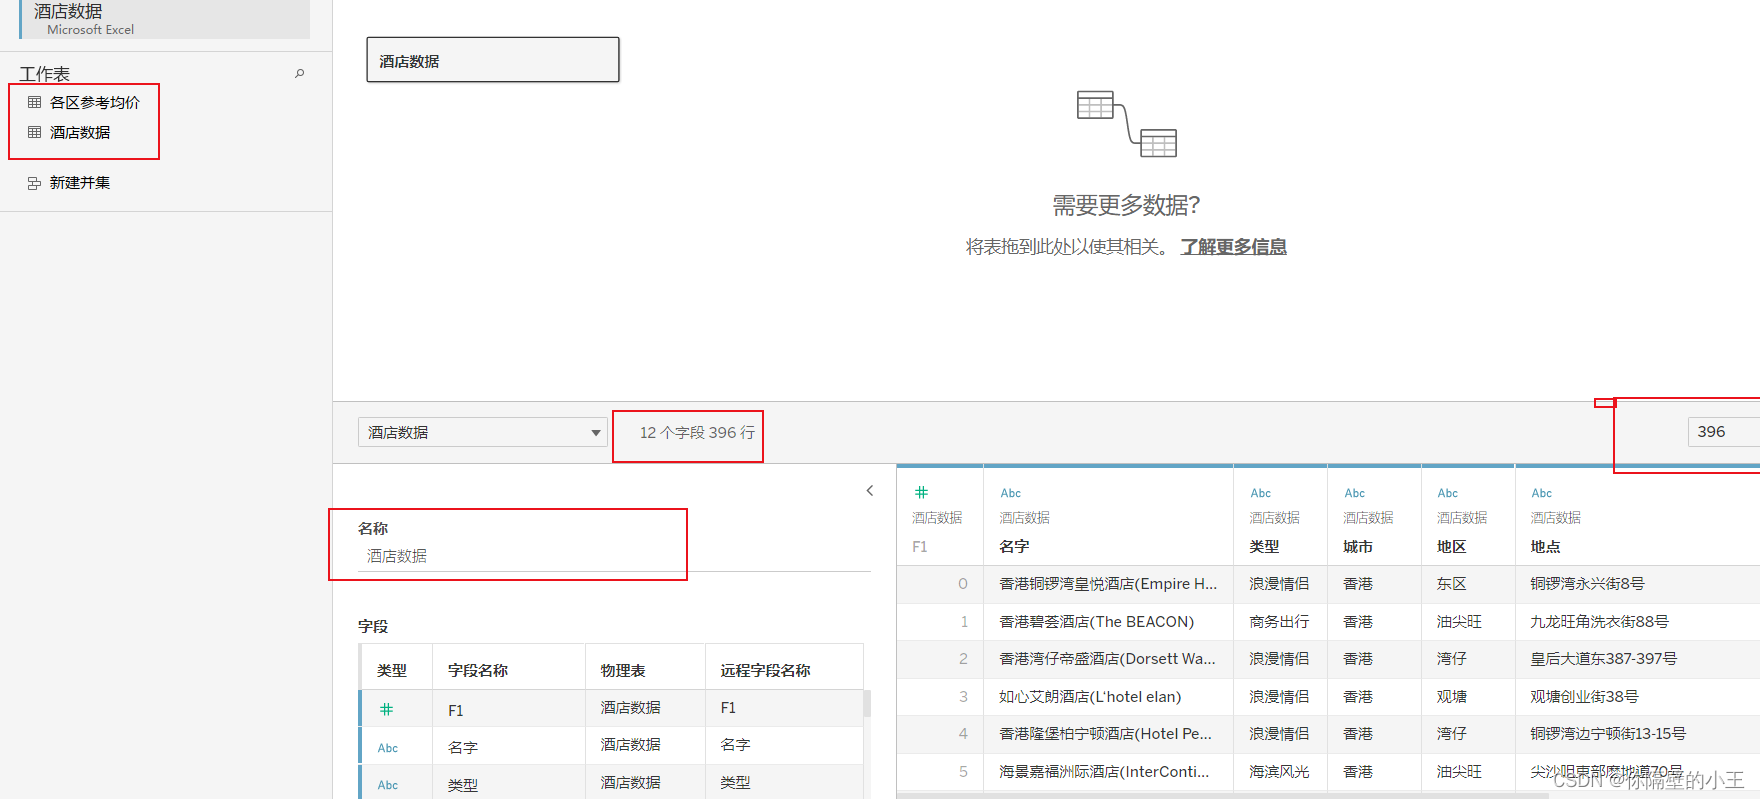 酒店数据
Microsoft Excel
工作表
各区参考均价
酒店数据
新建并集
酒店数据
需要更多数据?
将表拖到此处以使其相关。 了解更多信息
酒店数据
12 个字段 396 行
396
名称
酒店数据
字段
类型 字段名称 物理表 远程字段名称
F1 酒店数据 F1
Abc 名字 酒店数据 名字
Abc 类型 酒店数据 类型
Abc Abc Abc Abc Abc
酒店数据 酒店数据 酒店数据 酒店数据 酒店数据 酒店数据
F1 名字 类型 城市 地区 地点
0 香港铜锣湾皇悦酒店(Empire H... 浪漫情侣 香港 东区 铜锣湾永兴街8号
1 香港碧荟酒店(The BEACON) 商务出行 香港 油尖旺 九龙旺角洗衣街88号
2 香港湾仔帝盛酒店(Dorsett Wa... 浪漫情侣 香港 湾仔 皇后大道东387-397号
3 如心艾朗酒店(L'hotel elan) 浪漫情侣 香港 观塘 观塘创业街38号
4 香港隆堡柏宁顿酒店(Hotel Pe... 浪漫情侣 香港 湾仔 铜锣湾边宁顿街13-15号
5 海景嘉福洲际酒店(InterConti... 海滨风光 香港 油尖旺 尖沙咀東部麽地道70号
CSDN @你隔壁的小王